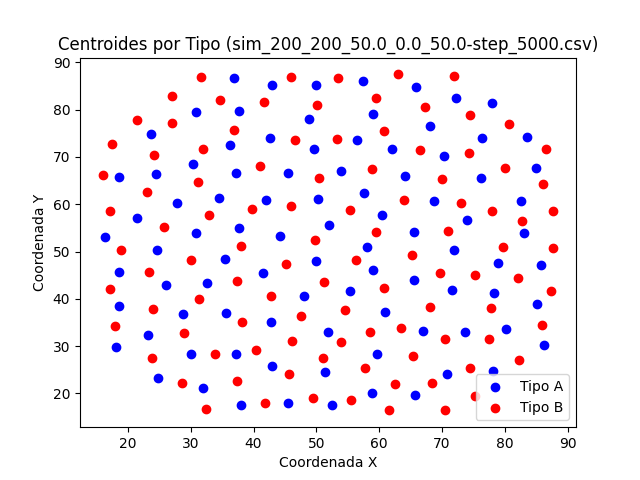 Centroides por Tipo (sim_200_200_50.0_0.0_50.0-step_5000.csv)
90
80
70
60
50
40
30
20
Coordenada Y
Tipo A
Tipo B
20 30 40 50 60 70 80 90
Coordenada X